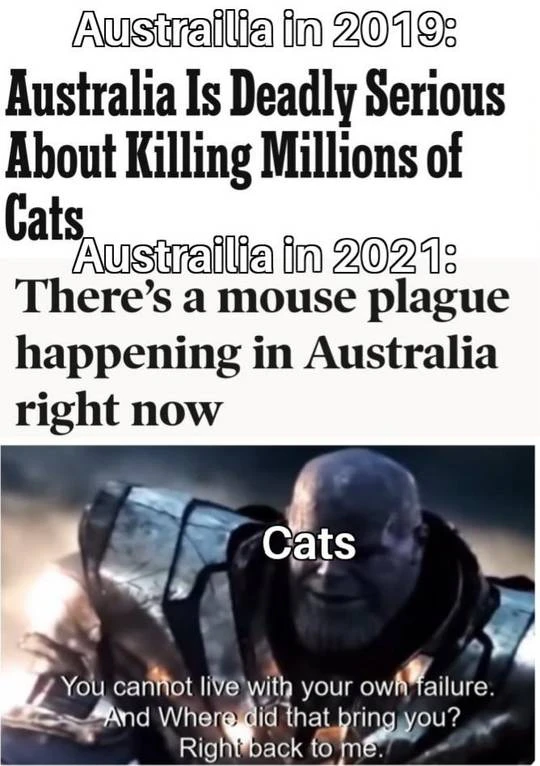 Austrailia in 2019:
Australia Is Deadly Serious
About Killing Millions of
Cats
Austrailia in 2021:
There's a mouse plague
happening in Australia
right now
Cats
You cannot live with your own failure.
And Where did that bring you?
Right back to me.